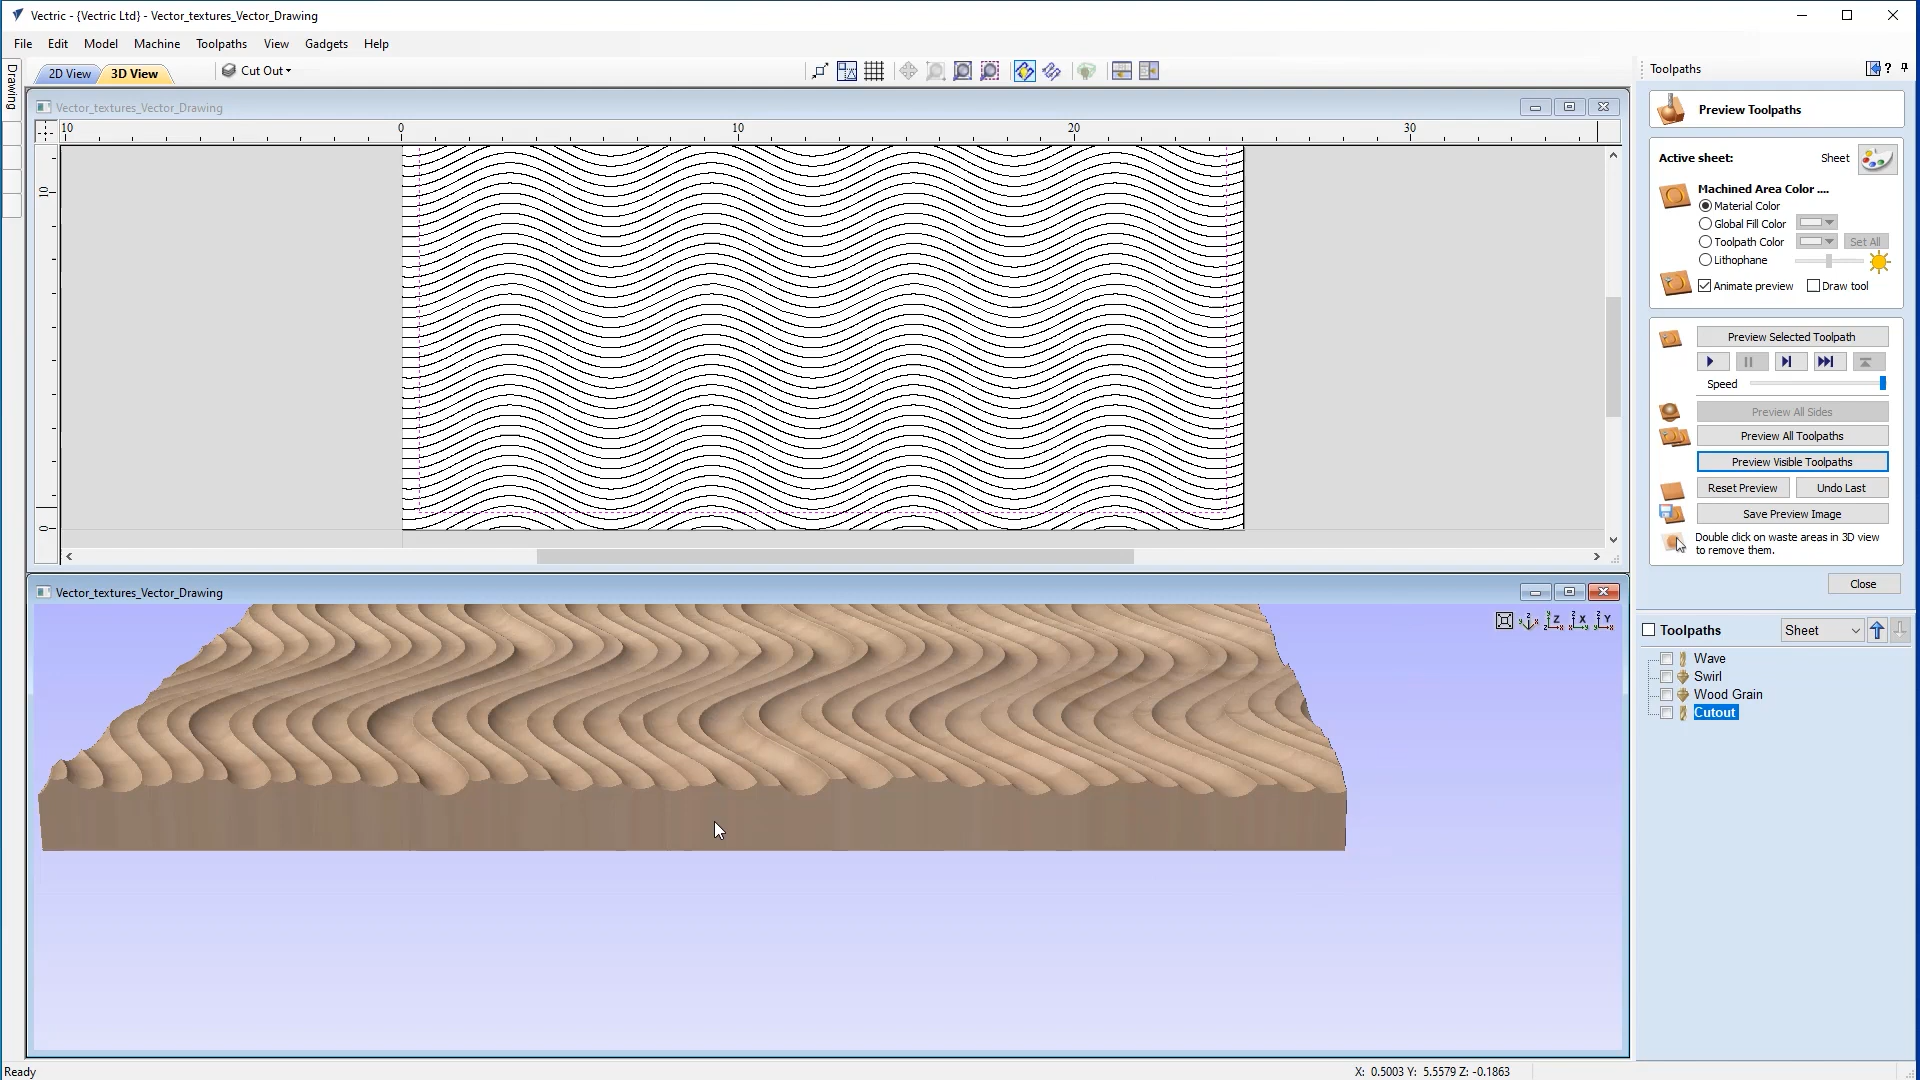 Vectric - {Vectric Ltd} - Vector_textures_Vector_Drawing
File Edit Model Machine Toolpaths View Gadgets Help
Drawing
2D View 3D View Cut Out
Vector_textures_Vector_Drawing
10 0 10 20 30
10
0
Vector_textures_Vector_Drawing
Toolpaths
Preview Toolpaths
Active sheet: Sheet
Machined Area Color ....
Material Color
Global Fill Color
Toolpath Color Set All
Lithophane
Animate preview Draw tool
Preview Selected Toolpath
Speed
Preview All Sides
Preview All Toolpaths
Preview Visible Toolpaths
Reset Preview Undo Last
Save Preview Image
Double click on waste areas in 3D view
to remove them.
Close
Toolpaths Sheet
Wave
Swirl
Wood Grain
Cutout
Ready X: 0.5003 Y: 5.5579 Z: -0.1863